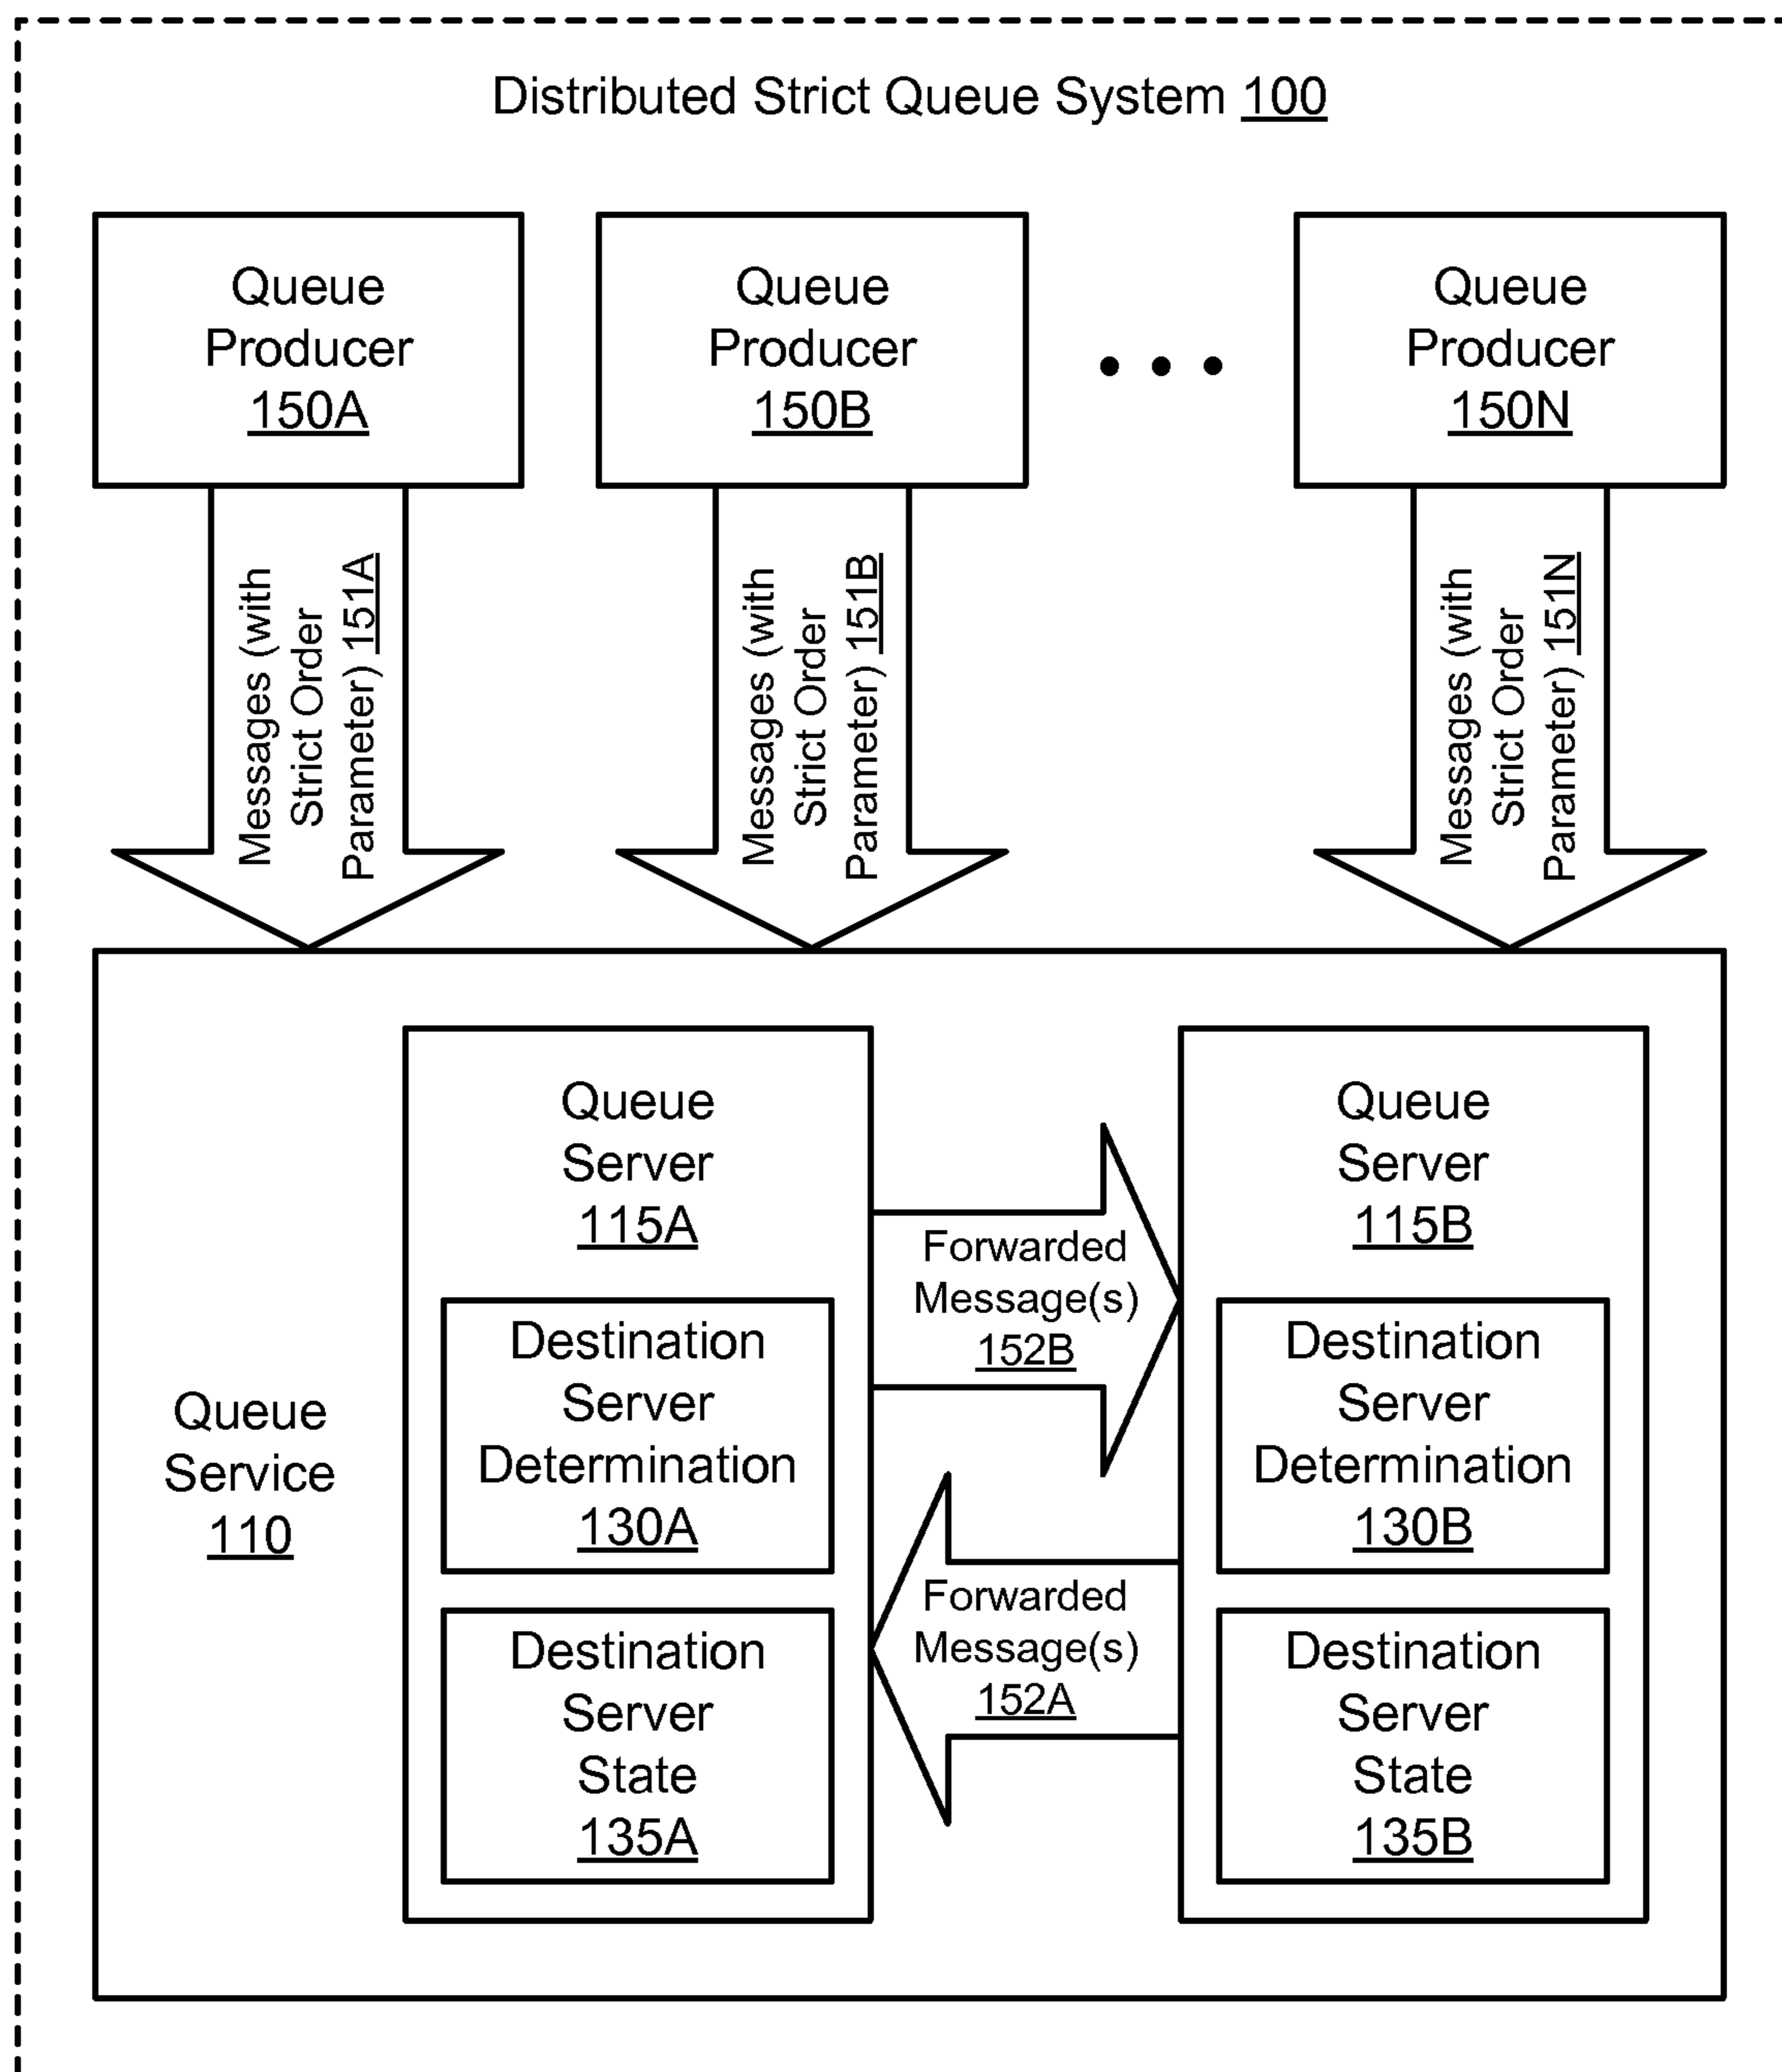 Distributed Strict Queue System 100
Queue
Producer
150A
Queue
Producer
150B
Queue
Producer
150N
Messages (with
Strict Order
Parameter) 151A
Messages (with
Strict Order
Parameter) 151B
Messages (with
Strict Order
Parameter) 151N
Queue
Service
110
Queue
Server
115A
Destination
Server
Determination
130A
Destination
Server
State
135A
Forwarded
Message(s)
152B
Forwarded
Message(s)
152A
Queue
Server
115B
Destination
Server
Determination
130B
Destination
Server
State
135B